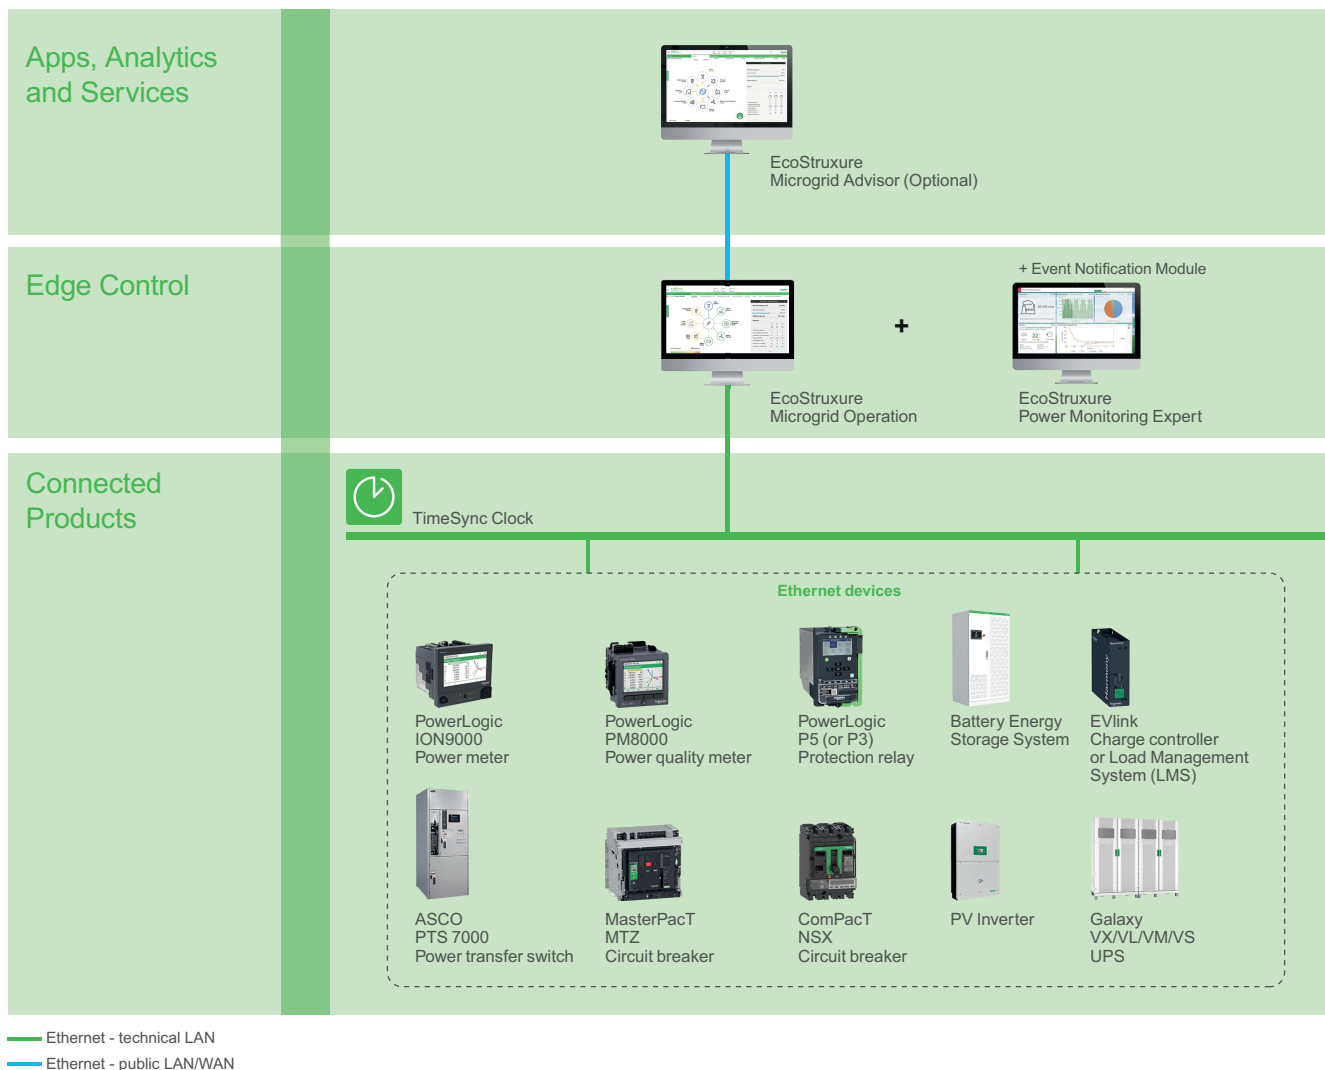 Apps, Analytics
and Services
EcoStruxure
Microgrid Advisor (Optional)
Edge Control
+ Event Notification Module
+
EcoStruxure
Microgrid Operation
EcoStruxure
Power Monitoring Expert
Connected
Products
TimeSync Clock
Ethernet devices
PowerLogic
ION9000
Power meter
PowerLogic
PM8000
Power quality meter
PowerLogic
P5 (or P3)
Protection relay
Battery Energy
Storage System
Harmony
EVlink
Charge controller
or Load Management
System (LMS)
ASCO
PTS 7000
Power transfer switch
MasterPacT
MTZ
Circuit breaker
ComPacT
NSX
Circuit breaker
PV Inverter
Galaxy
VX/VL/VM/VS
UPS
Ethernet - technical LAN
Ethernet - public LAN/WAN